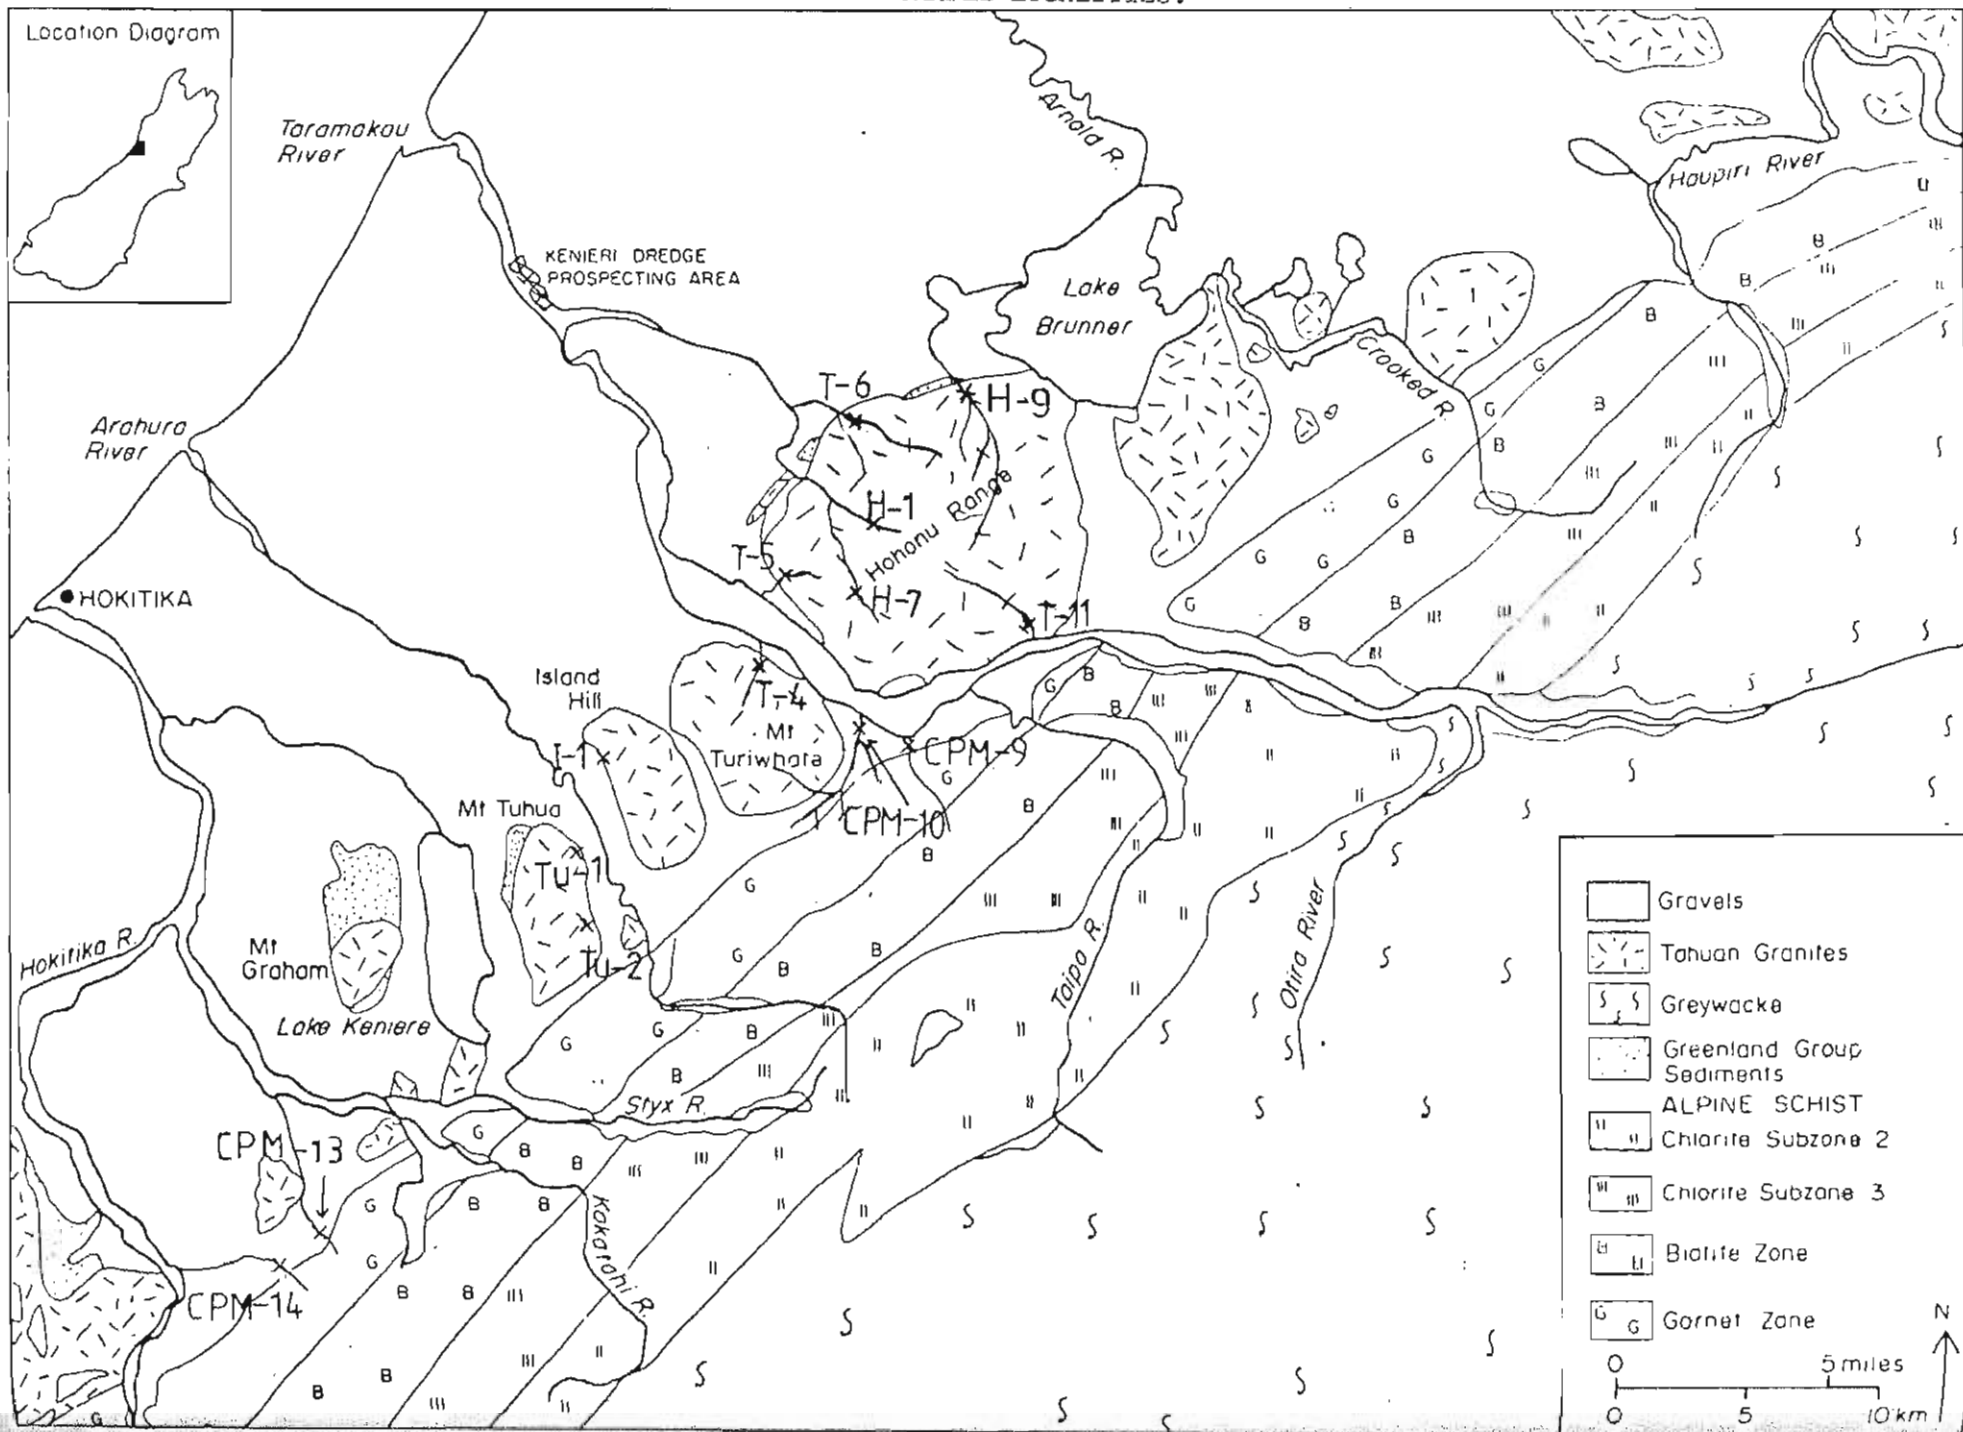 Location Diagram
Taramakau
River
Arnold R.
Haupiri River
KENIERI DREDGE
PROSPECTING AREA
Lake
Brunner
Crooked R.
T-6
H-9
Arahura
River
H-1
Hohonu Range
T-5
H-7
T-11
HOKITIKA
Island
Hill
T-4
Mt
Turiwhata
I-1
CPM-9
CPM-10
Mt Tuhua
Tu-1
Tu-2
Hokitika R.
Mt
Graham
Lake Keniere
Taipo R.
Otira River
Styx R.
CPM-13
Kokatahi R.
CPM-14
Gravels
Tahuan Granites
Greywacke
Greenland Group
Sediments
ALPINE SCHIST
Chlorite Subzone 2
Chlorite Subzone 3
Biotite Zone
Garnet Zone
N
0 5 miles
0 5 10 km